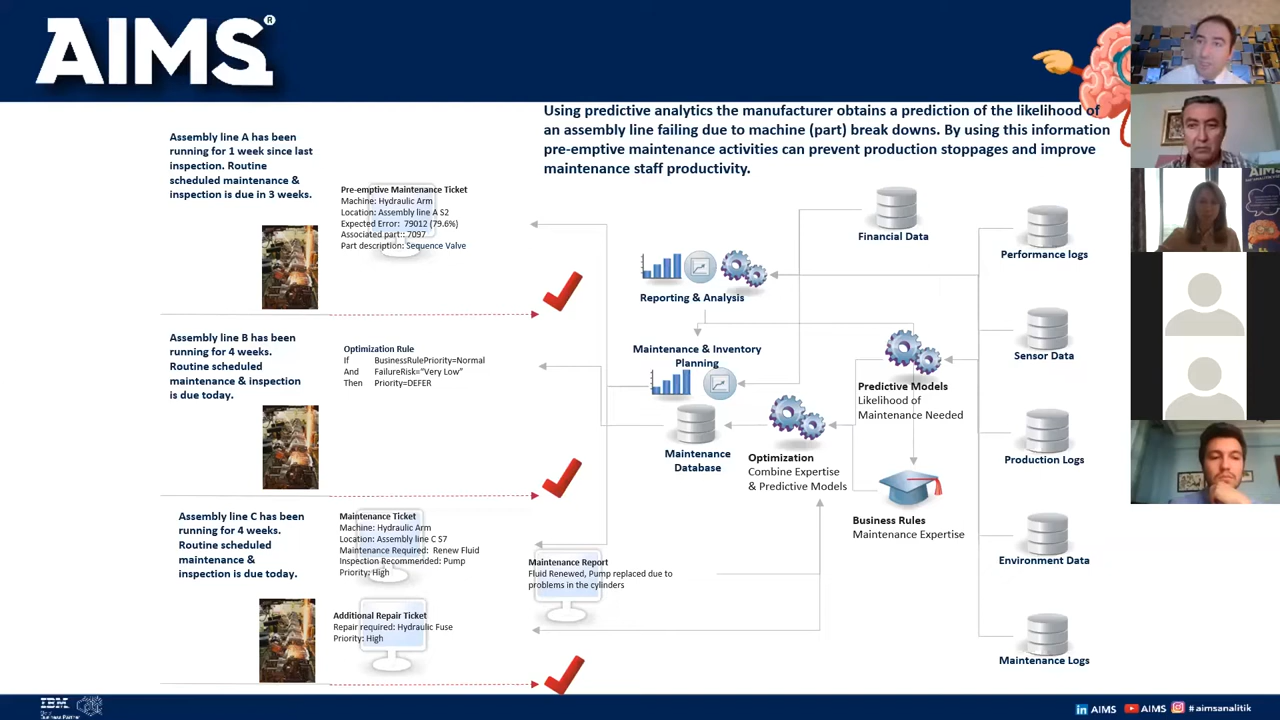 AIMS®
Using predictive analytics the manufacturer obtains a prediction of the likelihood of
an assembly line failing due to machine (part) break downs. By using this information
pre-emptive maintenance activities can prevent production stoppages and improve
maintenance staff productivity.
Assembly line A has been
running for 1 week since last
inspection. Routine
scheduled maintenance &
inspection is due in 3 weeks.
Pre-emptive Maintenance Ticket
Machine: Hydraulic Arm
Location: Assembly line A S2
Expected Error: 79012 (79.6%)
Associated part:: 7097
Part description: Sequence Valve
Assembly line B has been
running for 4 weeks.
Routine scheduled
maintenance & inspection
is due today.
Optimization Rule
If BusinessRulePriority=Normal
And FailureRisk="Very Low"
Then Priority=DEFER
Assembly line C has been
running for 4 weeks.
Routine scheduled
maintenance &
inspection is due today.
Maintenance Ticket
Machine: Hydraulic Arm
Location: Assembly line C S7
Maintenance Required: Renew Fluid
Inspection Recommended: Pump
Priority: High
Additional Repair Ticket
Repair required: Hydraulic Fuse
Priority: High
Maintenance Report
Fluid Renewed, Pump replaced due to
problems in the cylinders
Financial Data
Reporting & Analysis
Maintenance & Inventory
Planning
Maintenance
Database
Optimization
Combine Expertise
& Predictive Models
Predictive Models
Likelihood of
Maintenance Needed
Business Rules
Maintenance Expertise
Performance logs
Sensor Data
Production Logs
Environment Data
Maintenance Logs
AIMS
IBM
Business Partner
AIMS
AIMS
#aimsanalitik